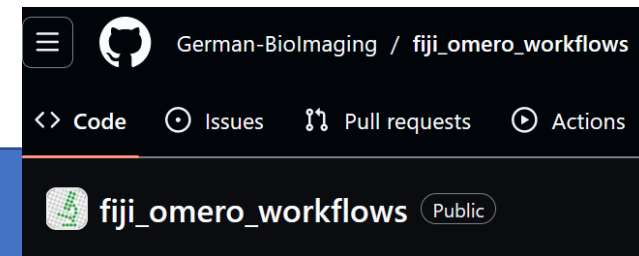 German-BioImaging / fiji_omero_workflows
<> Code Issues Pull requests Actions
fiji_omero_workflows Public